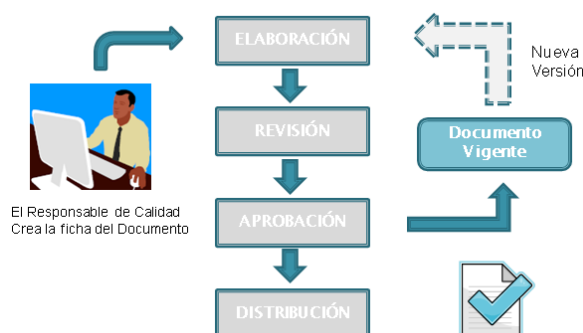 ELABORACIÓN
Nueva
Versión
REVISIÓN
Documento
Vigente
El Responsable de Calidad
Crea la ficha del Documento
APROBACIÓN
DISTRIBUCIÓN